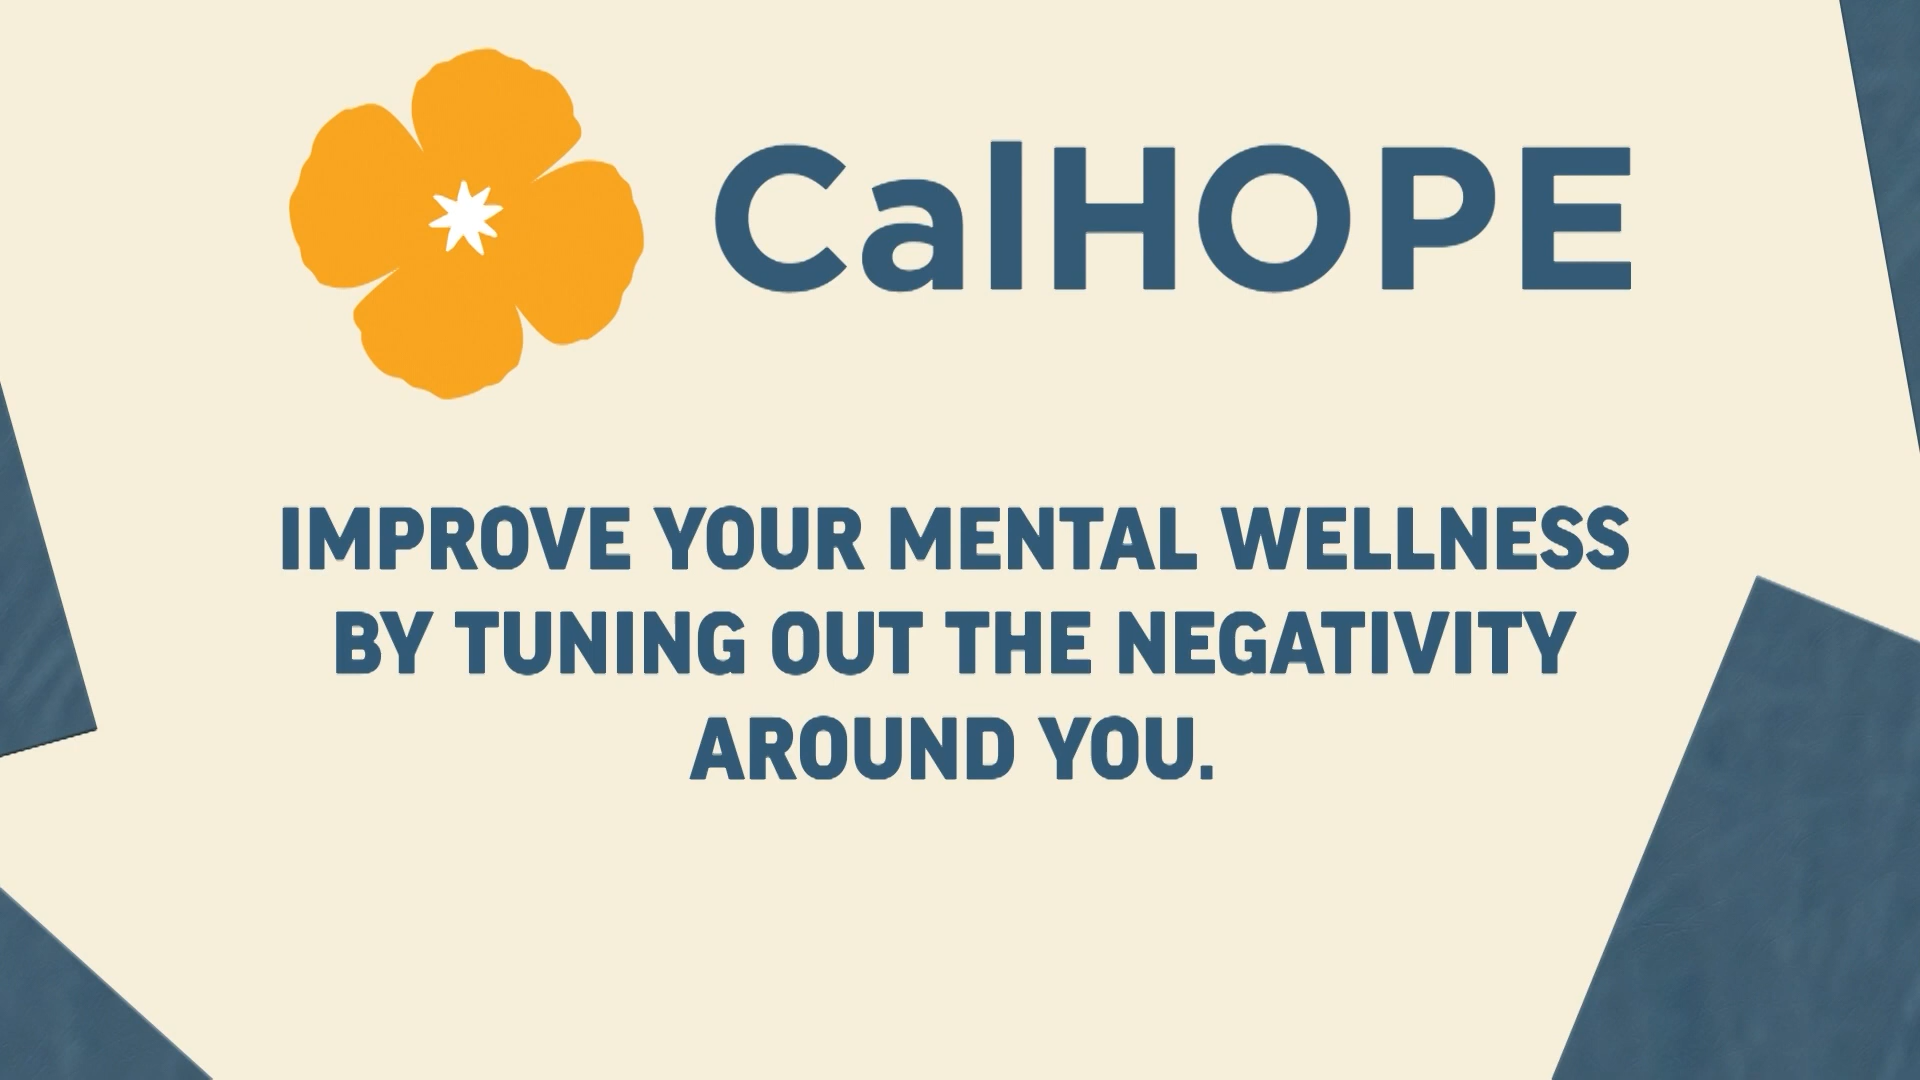 CalHOPE
IMPROVE YOUR MENTAL WELLNESS
BY TUNING OUT THE NEGATIVITY
AROUND YOU.